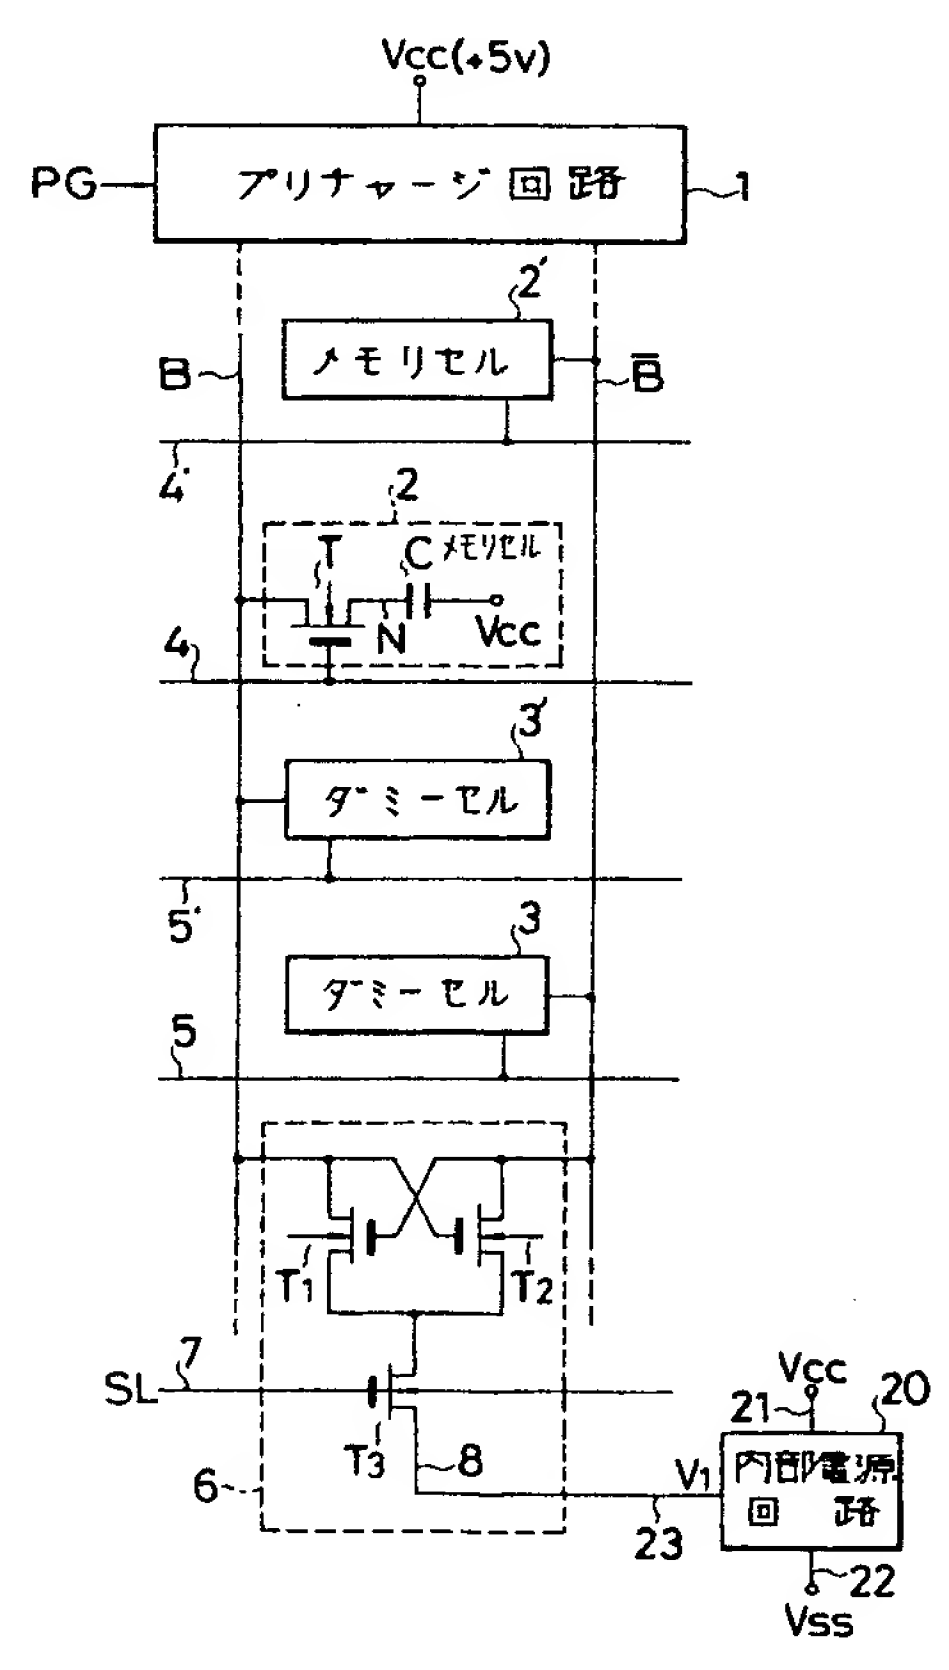 Vcc(+5v)
PG
プリチャージ回路
1
2'
メモリセル
B
B̅
4'
2
T
C
メモリセル
N
Vcc
4
3'
ダミーセル
5'
3
ダミーセル
5
T1
T2
7
SL
T3
8
6
Vcc
21
20
V1
内部電源
回路
23
22
Vss